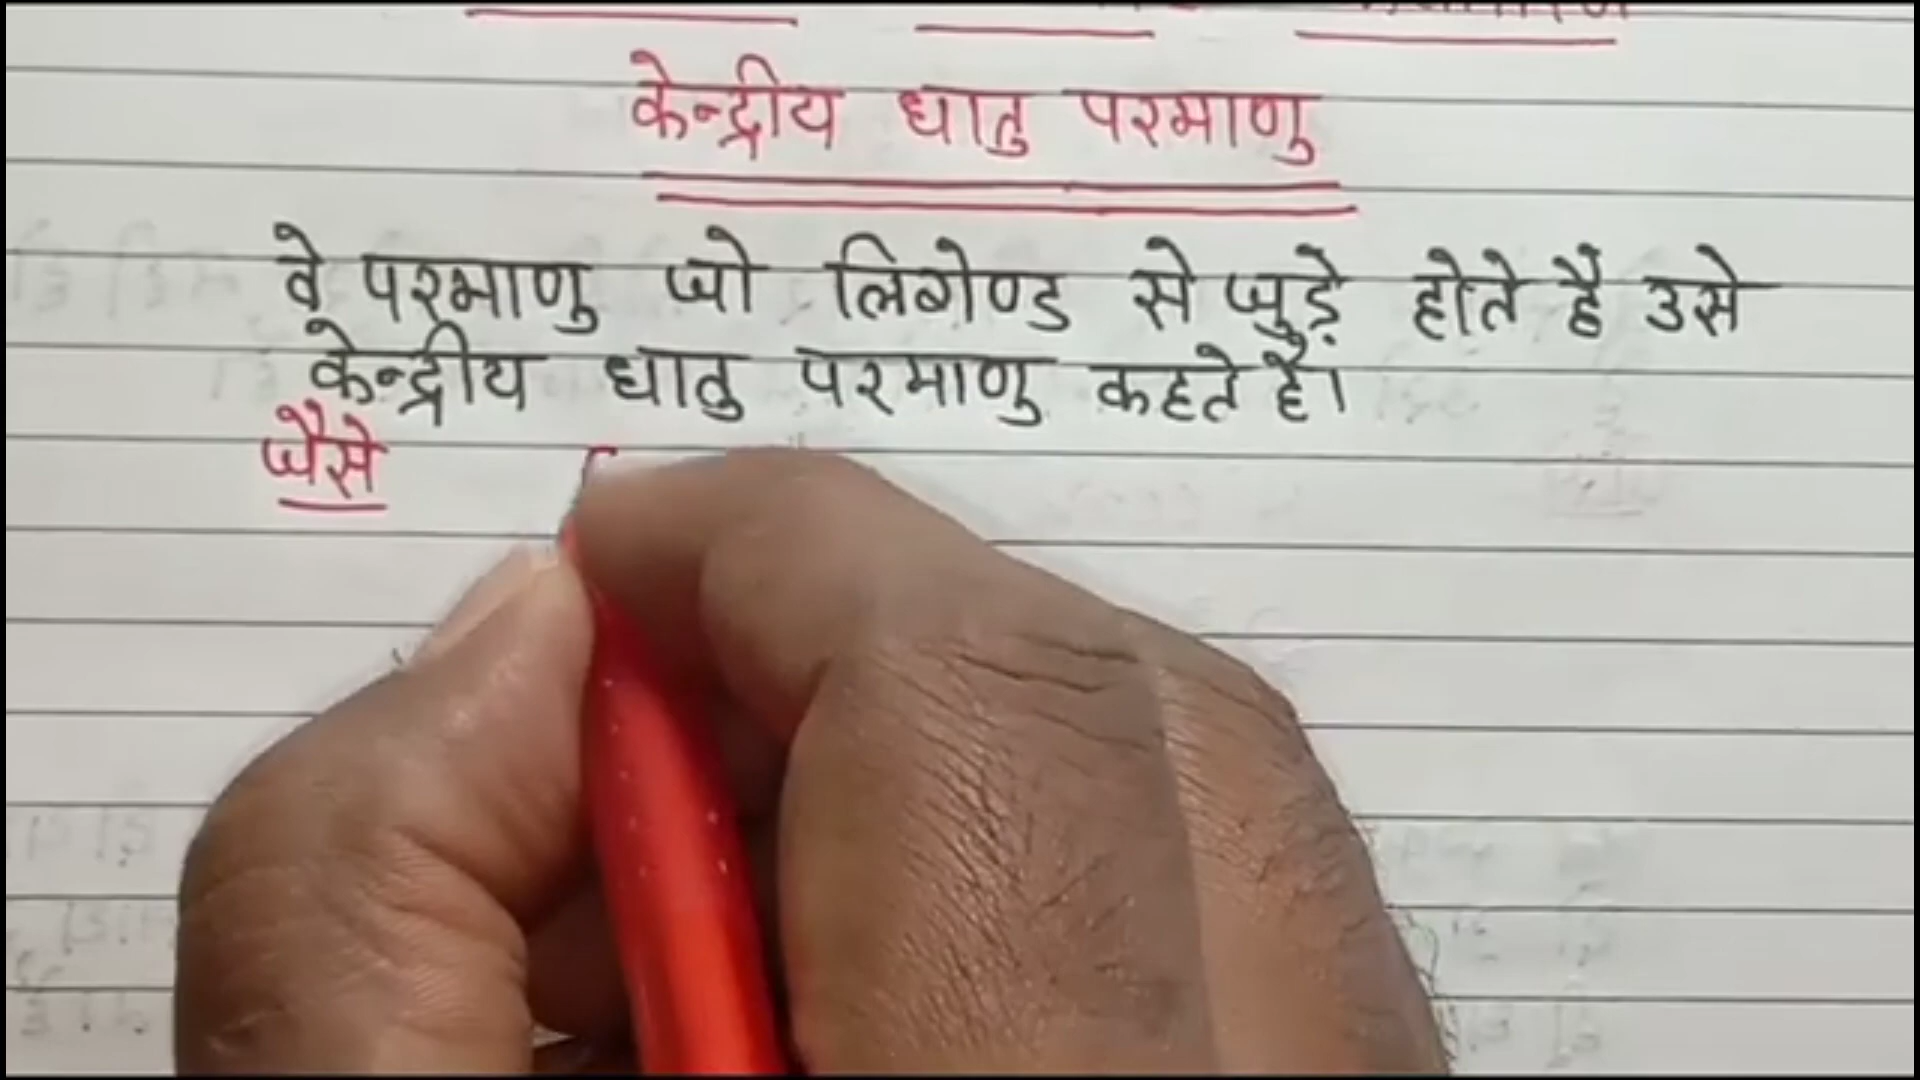 केन्द्रीय धातु परमाणु
वे परमाणु जो लिगेण्ड से जुड़े होते है उसे
केन्द्रीय धातु परमाणु कहते है।
जैसे